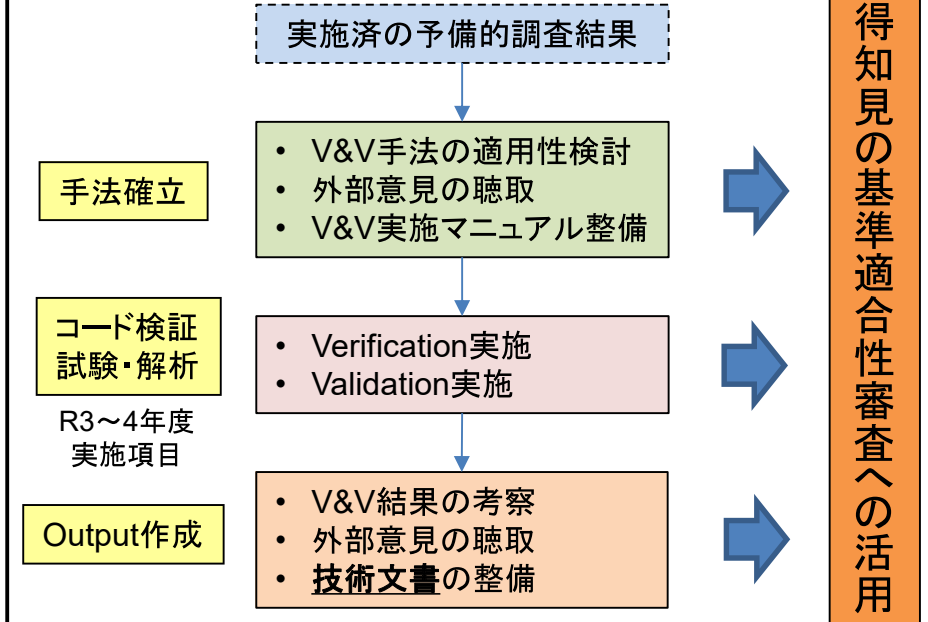 実施済の予備的調査結果
手法確立
• V&V手法の適用性検討
• 外部意見の聴取
• V&V実施マニュアル整備
コード検証
試験・解析
R3～4年度
実施項目
• Verification実施
• Validation実施
Output作成
• V&V結果の考察
• 外部意見の聴取
• 技術文書の整備
得知見の基準適合性審査への活用